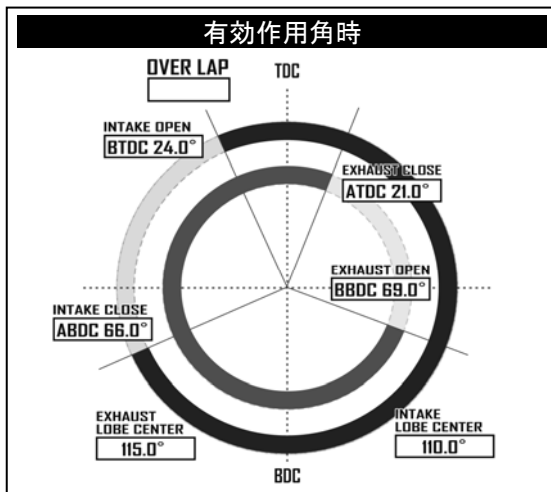 有効作用角時
OVER LAP
TDC
INTAKE OPEN
BTDC 24.0°
EXHAUST CLOSE
ATDC 21.0°
EXHAUST OPEN
BBDC 69.0°
INTAKE CLOSE
ABDC 66.0°
EXHAUST
LOBE CENTER
115.0°
INTAKE
LOBE CENTER
110.0°
BDC